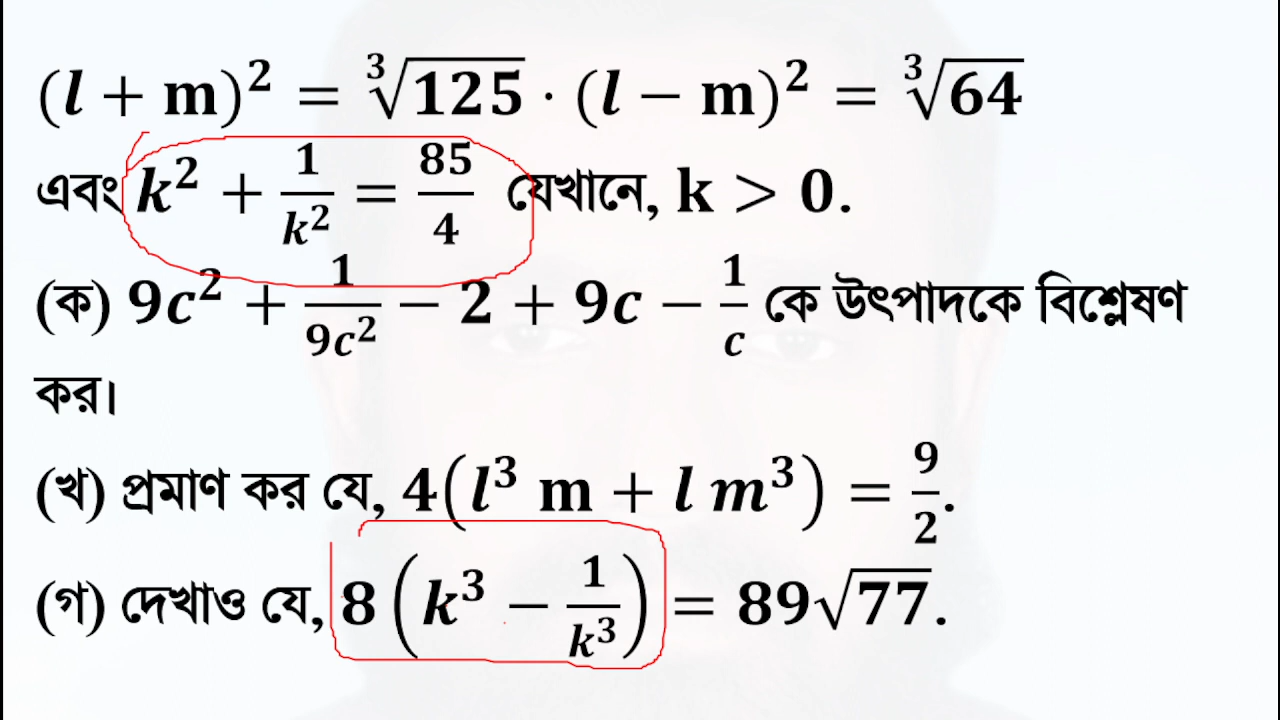 (l + m)² = ∛125 · (l − m)² = ∛64
এবং k² + 1/k² = 85/4 যেখানে, k > 0.
(ক) 9c² + 1/9c² − 2 + 9c − 1/c কে উৎপাদকে বিশ্লেষণ
কর।
(খ) প্রমাণ কর যে, 4(l³ m + l m³) = 9/2.
(গ) দেখাও যে, 8(k³ − 1/k³) = 89√77.